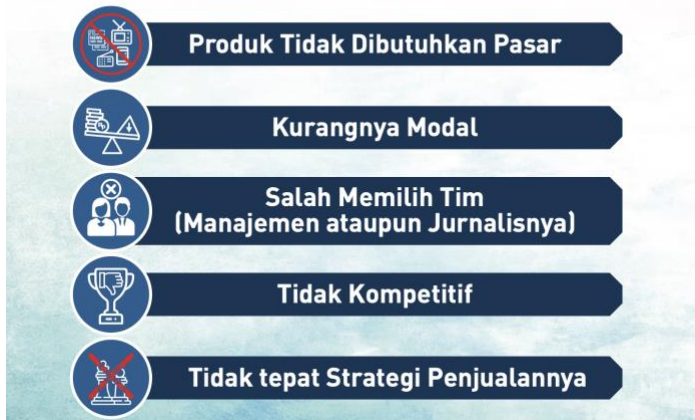 Produk Tidak Dibutuhkan Pasar
Kurangnya Modal
Salah Memilih Tim
(Manajemen ataupun Jurnalisnya)
Tidak Kompetitif
Tidak tepat Strategi Penjualannya